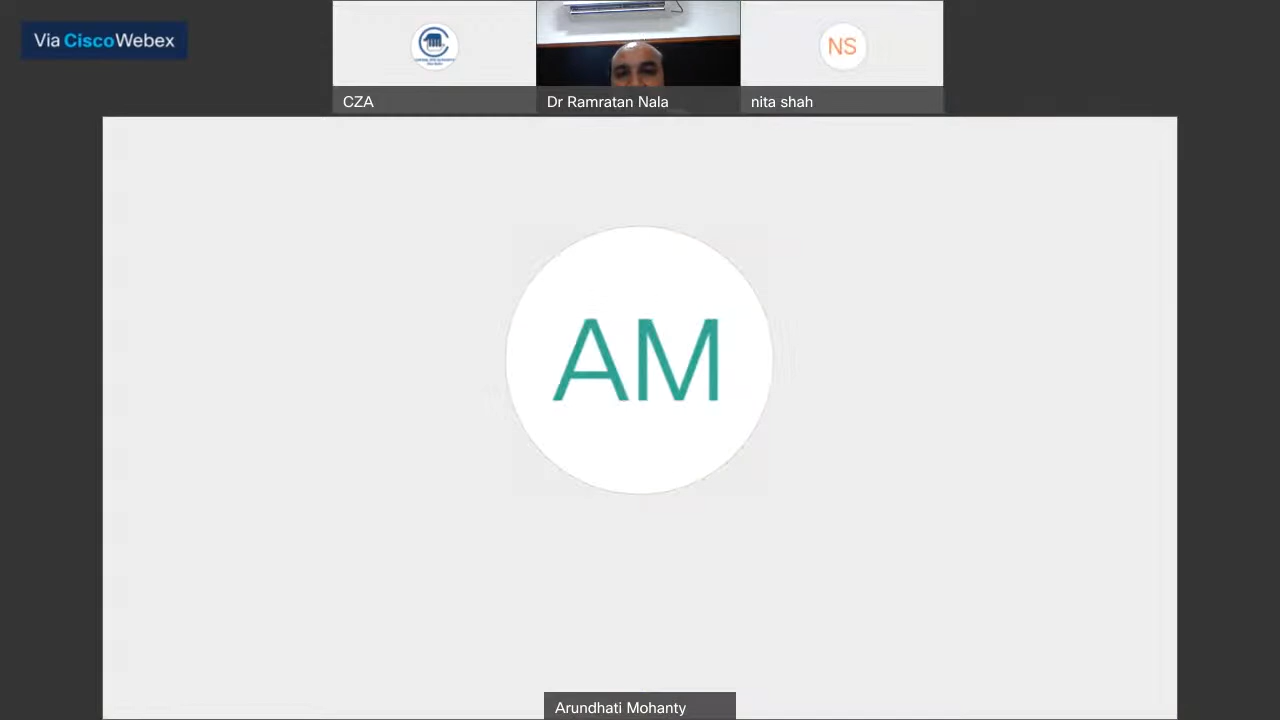 Via CiscoWebex
NS
CZA
Dr Ramratan Nala
nita shah
AM
Arundhati Mohanty